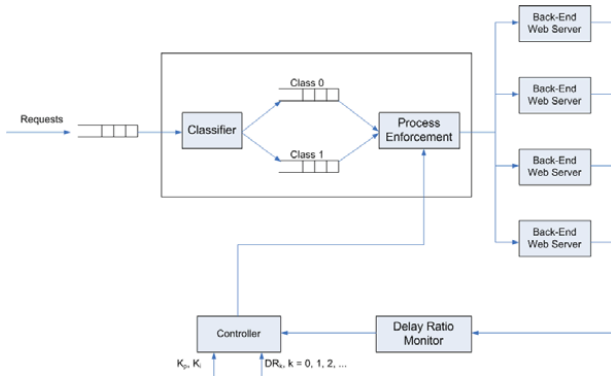 Back-End
Web Server
Class 0
Back-End
Web Server
Requests
Classifier
Process
Enforcement
Class 1
Back-End
Web Server
Back-End
Web Server
Controller
Delay Ratio
Monitor
Kp, Ki
DRk, k = 0, 1, 2, ...